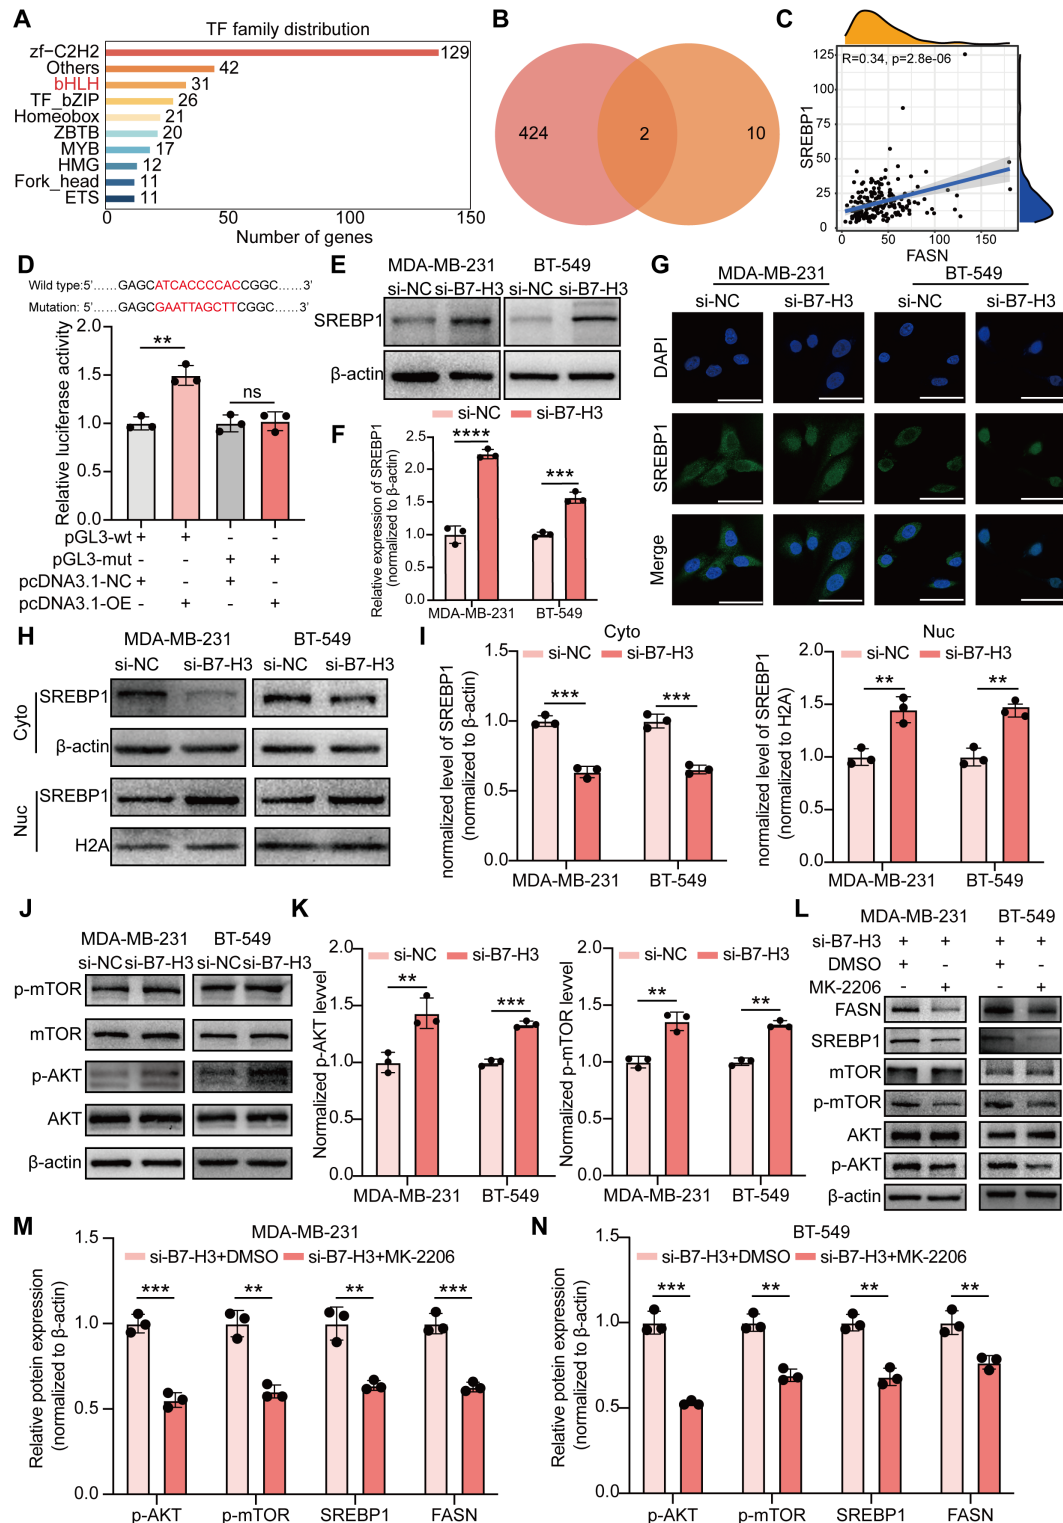 A
TF family distribution
zf−C2H2
129
Others
42
bHLH
31
TF_bZIP
26
Homeobox
21
ZBTB
20
MYB
17
HMG
12
Fork_head
11
ETS
11
0 50 100 150
Number of genes
B
424 2 10
C
R=0.34, p=2.8e-06
125
75
50
25
0
SREBP1
0 50 100 150
FASN
D
Wild type:5'......GAGCATCACCCCACCGGC......3'
Mutation: 5'......GAGCGAATTAGCTTCGGC......3'
Relative luciferase activity
2.0
1.5
1.0
0.5
0.0
** ns
pGL3-wt + + - -
pGL3-mut - - + +
pcDNA3.1-NC + - + -
pcDNA3.1-OE - + - +
E
MDA-MB-231 BT-549
si-NC si-B7-H3 si-NC si-B7-H3
SREBP1
β-actin
F
si-NC si-B7-H3
Relative expression of SREBP1
(normalized to β-actin)
2.5
2.0
1.5
1.0
0.5
0.0
**** ***
MDA-MB-231 BT-549
G
MDA-MB-231 BT-549
si-NC si-B7-H3 si-NC si-B7-H3
DAPI
SREBP1
Merge
H
MDA-MB-231 BT-549
si-NC si-B7-H3 si-NC si-B7-H3
Cyto
SREBP1
β-actin
Nuc
SREBP1
H2A
I
Cyto
si-NC si-B7-H3
normalized level of SREBP1
(normalized to β-actin)
1.5
1.0
0.5
0.0
*** ***
MDA-MB-231 BT-549
Nuc
si-NC si-B7-H3
normalized level of SREBP1
(normalized to H2A)
2.0
1.5
1.0
0.5
0.0
** **
MDA-MB-231 BT-549
J
MDA-MB-231 BT-549
si-NC si-B7-H3 si-NC si-B7-H3
p-mTOR
mTOR
p-AKT
AKT
β-actin
K
si-NC si-B7-H3
Normalized p-AKT levvel
2.0
1.5
1.0
0.5
0.0
** ***
MDA-MB-231 BT-549
si-NC si-B7-H3
Normalized p-mTOR levvel
2.0
1.5
1.0
0.5
0.0
** **
MDA-MB-231 BT-549
L
MDA-MB-231 BT-549
si-B7-H3 + + + +
DMSO + - + -
MK-2206 - + - +
FASN
SREBP1
mTOR
p-mTOR
AKT
p-AKT
β-actin
M
MDA-MB-231
si-B7-H3+DMSO si-B7-H3+MK-2206
Relative potein expression
(normalized to β-actin)
1.5
1.0
0.5
0.0
*** ** ** ***
p-AKT p-mTOR SREBP1 FASN
N
BT-549
si-B7-H3+DMSO si-B7-H3+MK-2206
Relative potein expression
(normalized to β-actin)
1.5
1.0
0.5
0.0
*** ** ** **
p-AKT p-mTOR SREBP1 FASN